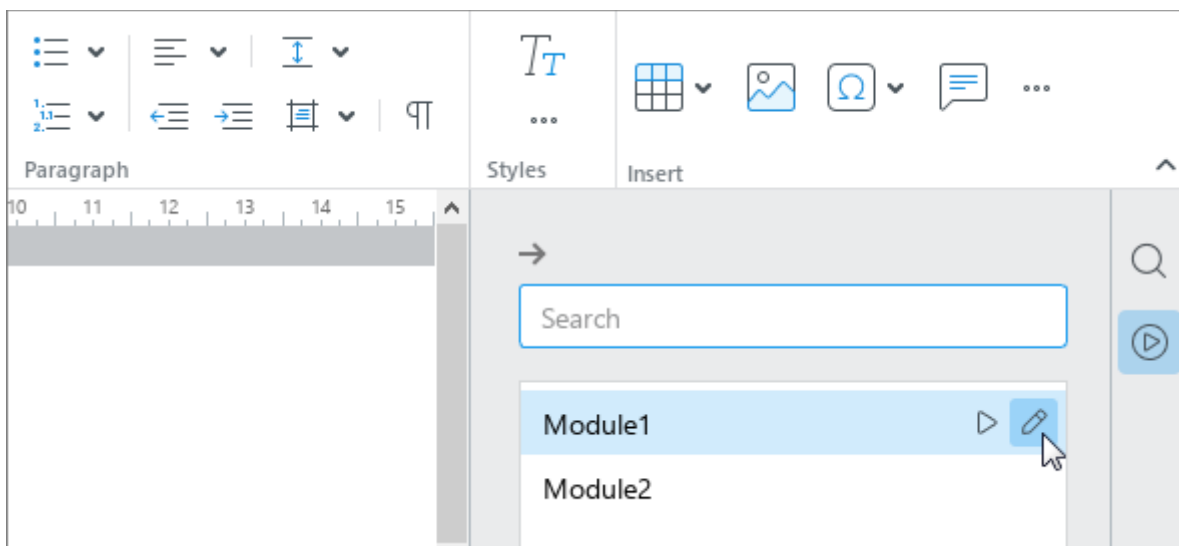 Paragraph
Styles
Insert
10 11 12 13 14 15
Search
Module1
Module2